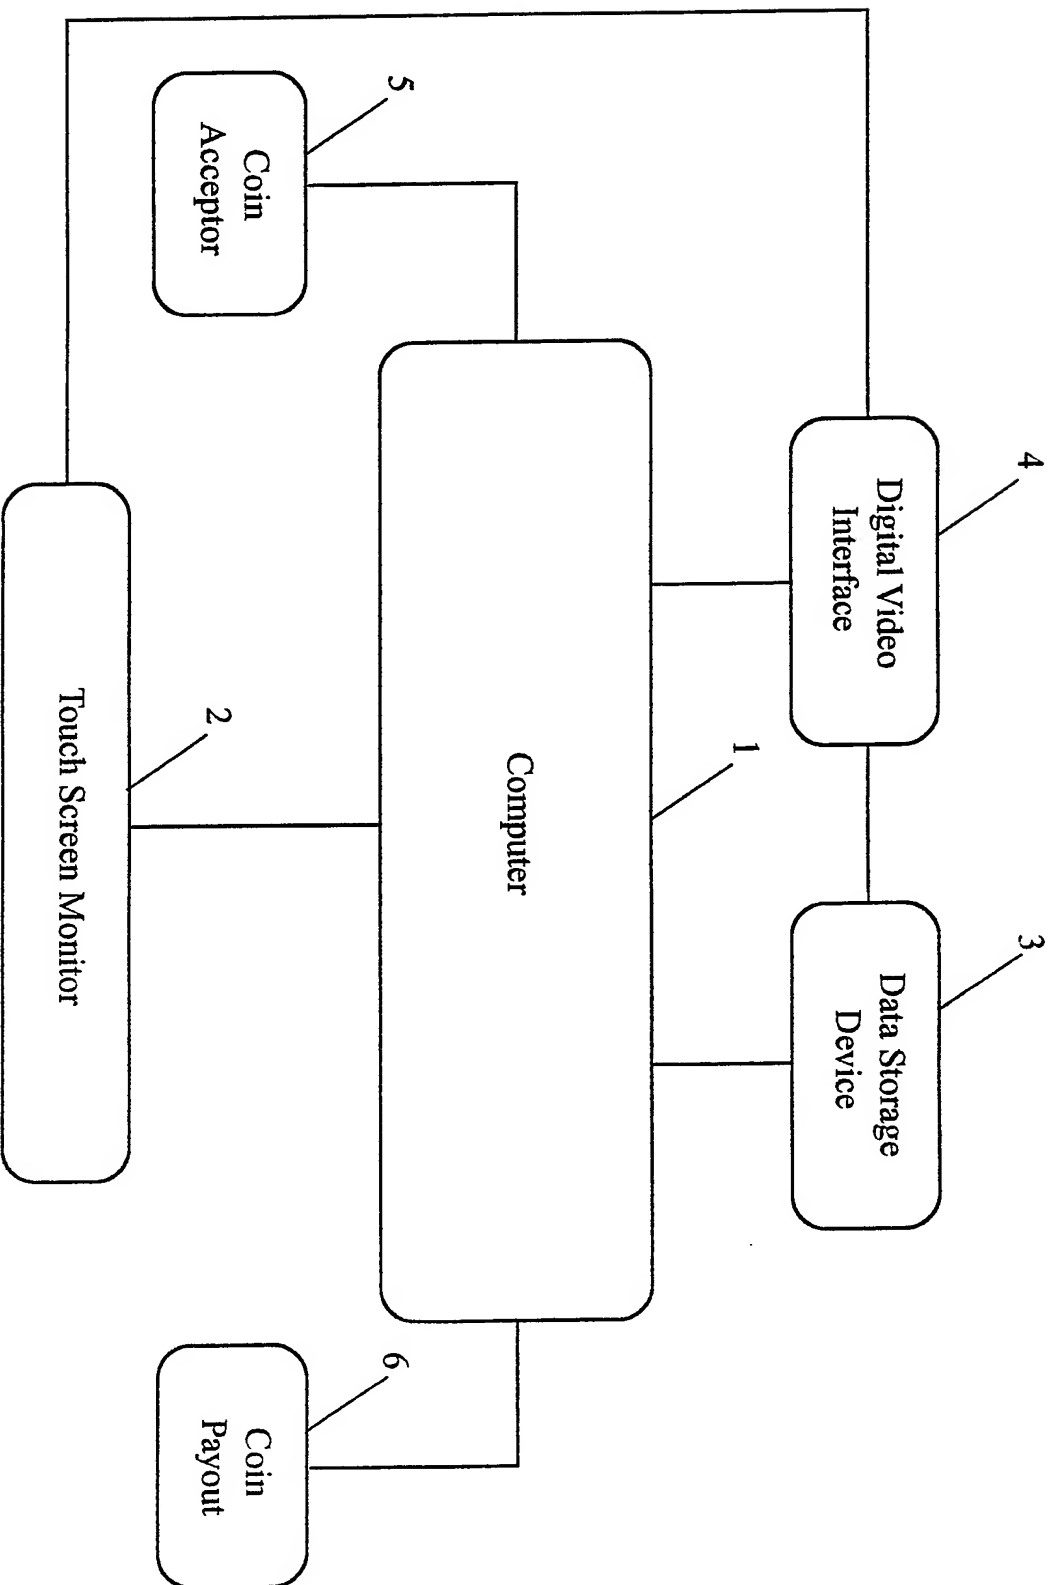 4
3
Digital Video
Interface
Data Storage
Device
1
5
Computer
6
Coin
Acceptor
2
Coin
Payout
Touch Screen Monitor